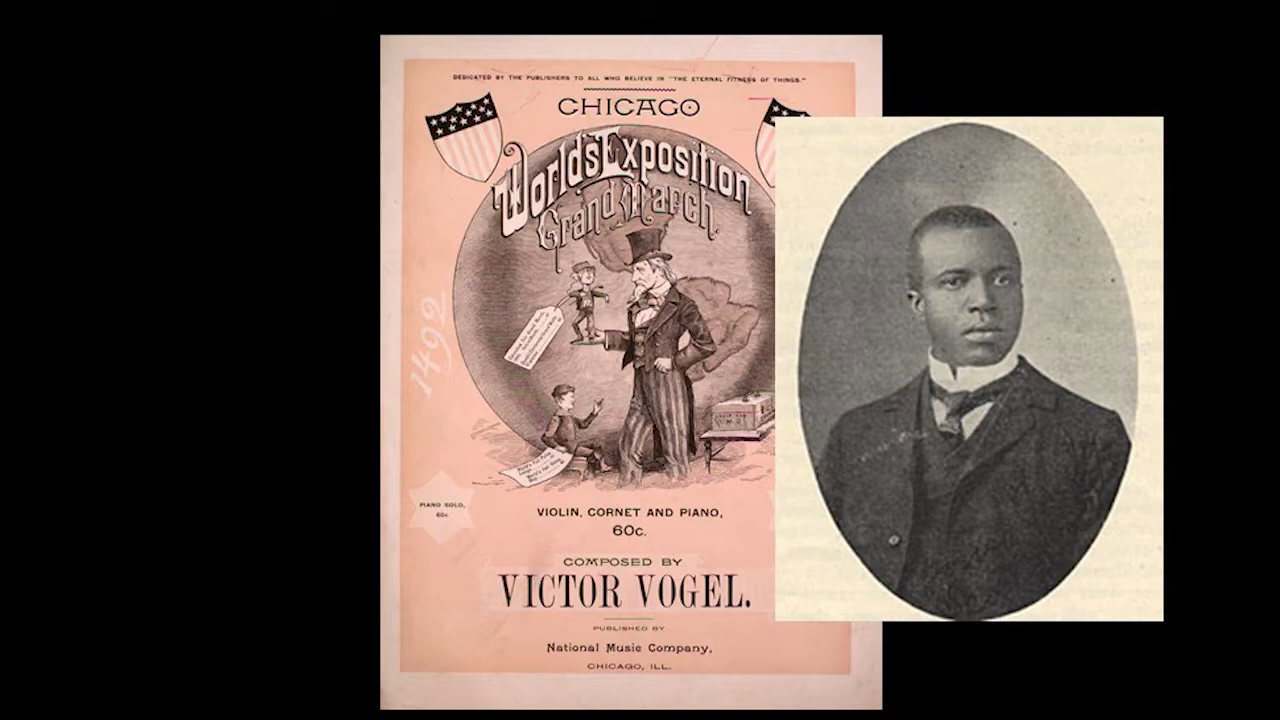 DEDICATED BY THE PUBLISHERS TO ALL WHO BELIEVE IN "THE ETERNAL FITNESS OF THINGS."
CHICAGO
World's Exposition
Grand March.
1492
PIANO SOLO,
60c.
VIOLIN, CORNET AND PIANO,
60c.
COMPOSED BY
VICTOR VOGEL.
PUBLISHED BY
National Music Company,
CHICAGO, ILL.